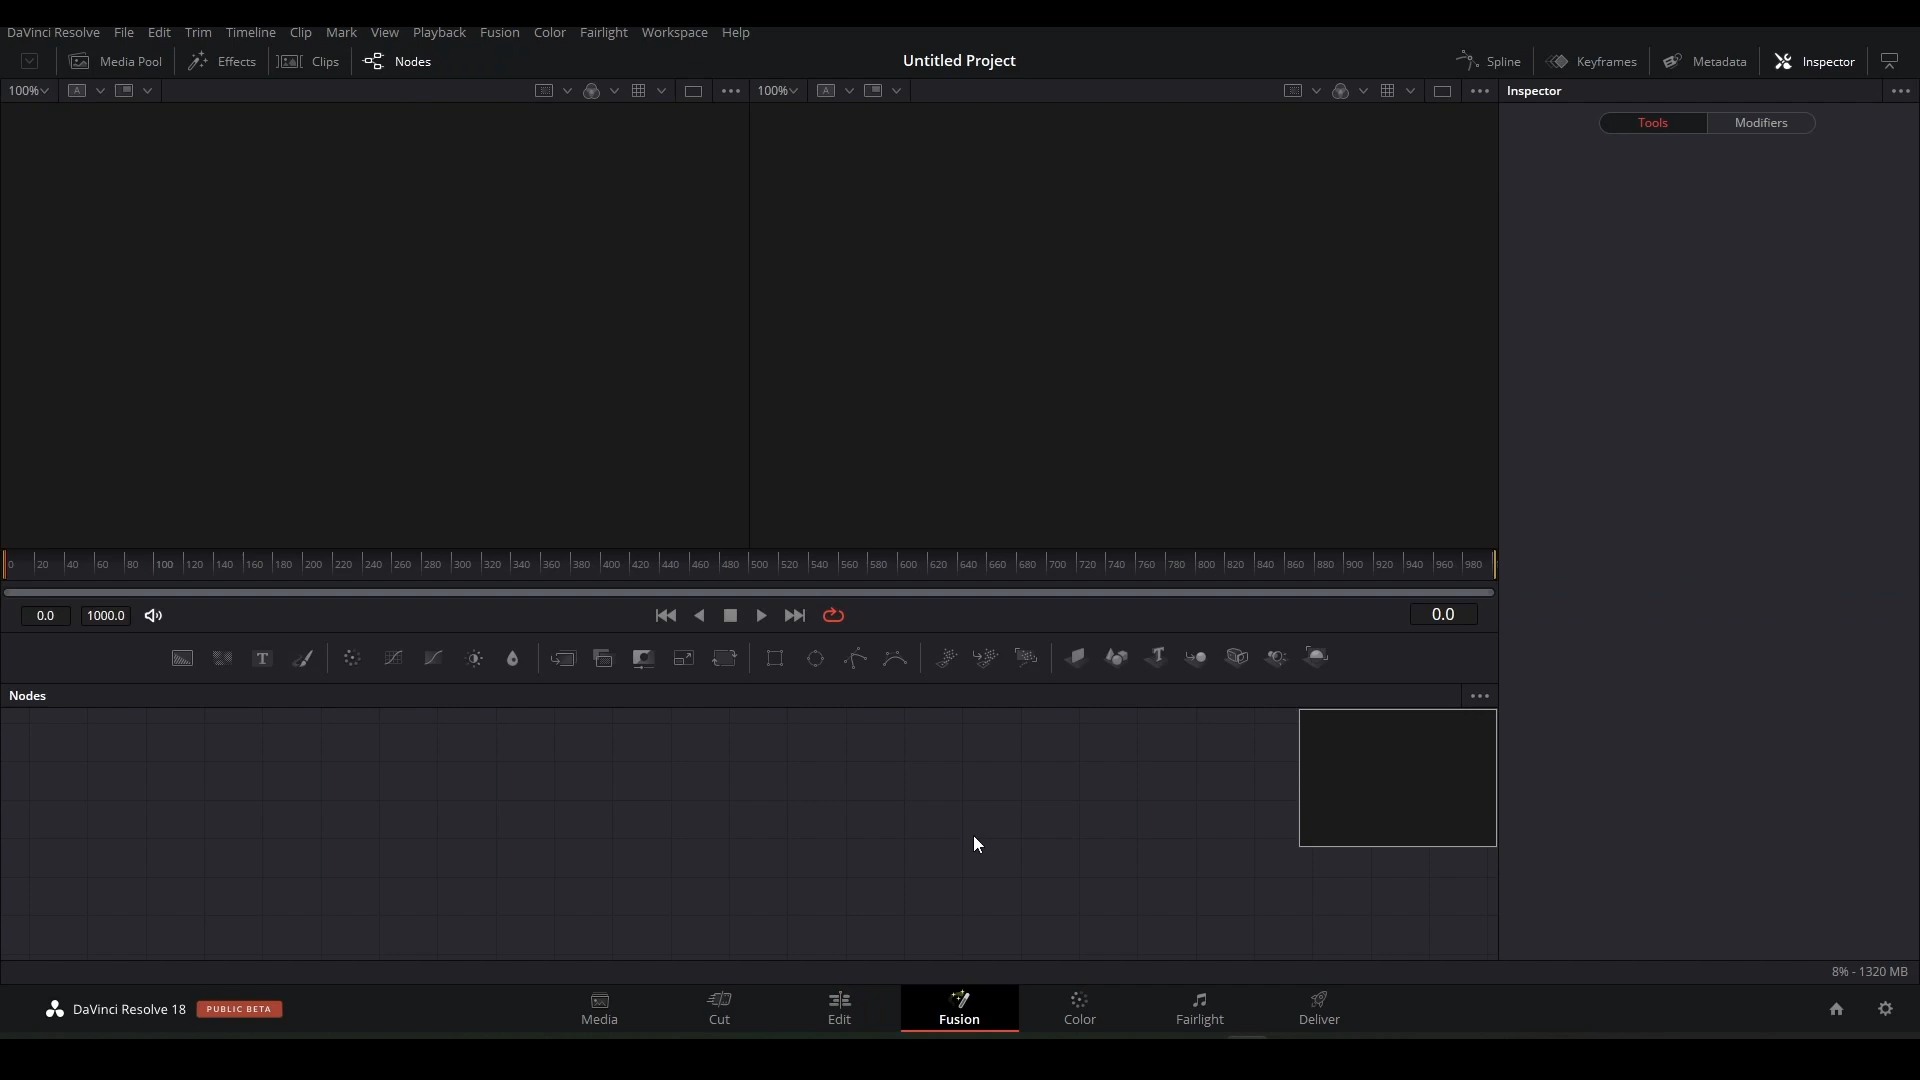 DaVinci Resolve File Edit Trim Timeline Clip Mark View Playback Fusion Color Fairlight Workspace Help
Media Pool Effects Clips Nodes Untitled Project Spline Keyframes Metadata Inspector
100% A 100% A Inspector
Tools Modifiers
0 20 40 60 80 100 120 140 160 180 200 220 240 260 280 300 320 340 360 380 400 420 440 460 480 500 520 540 560 580 600 620 640 660 680 700 720 740 760 780 800 820 840 860 880 900 920 940 960 980
0.0 1000.0 0.0
T T
Nodes
8% - 1320 MB
DaVinci Resolve 18 PUBLIC BETA Media Cut Edit Fusion Color Fairlight Deliver